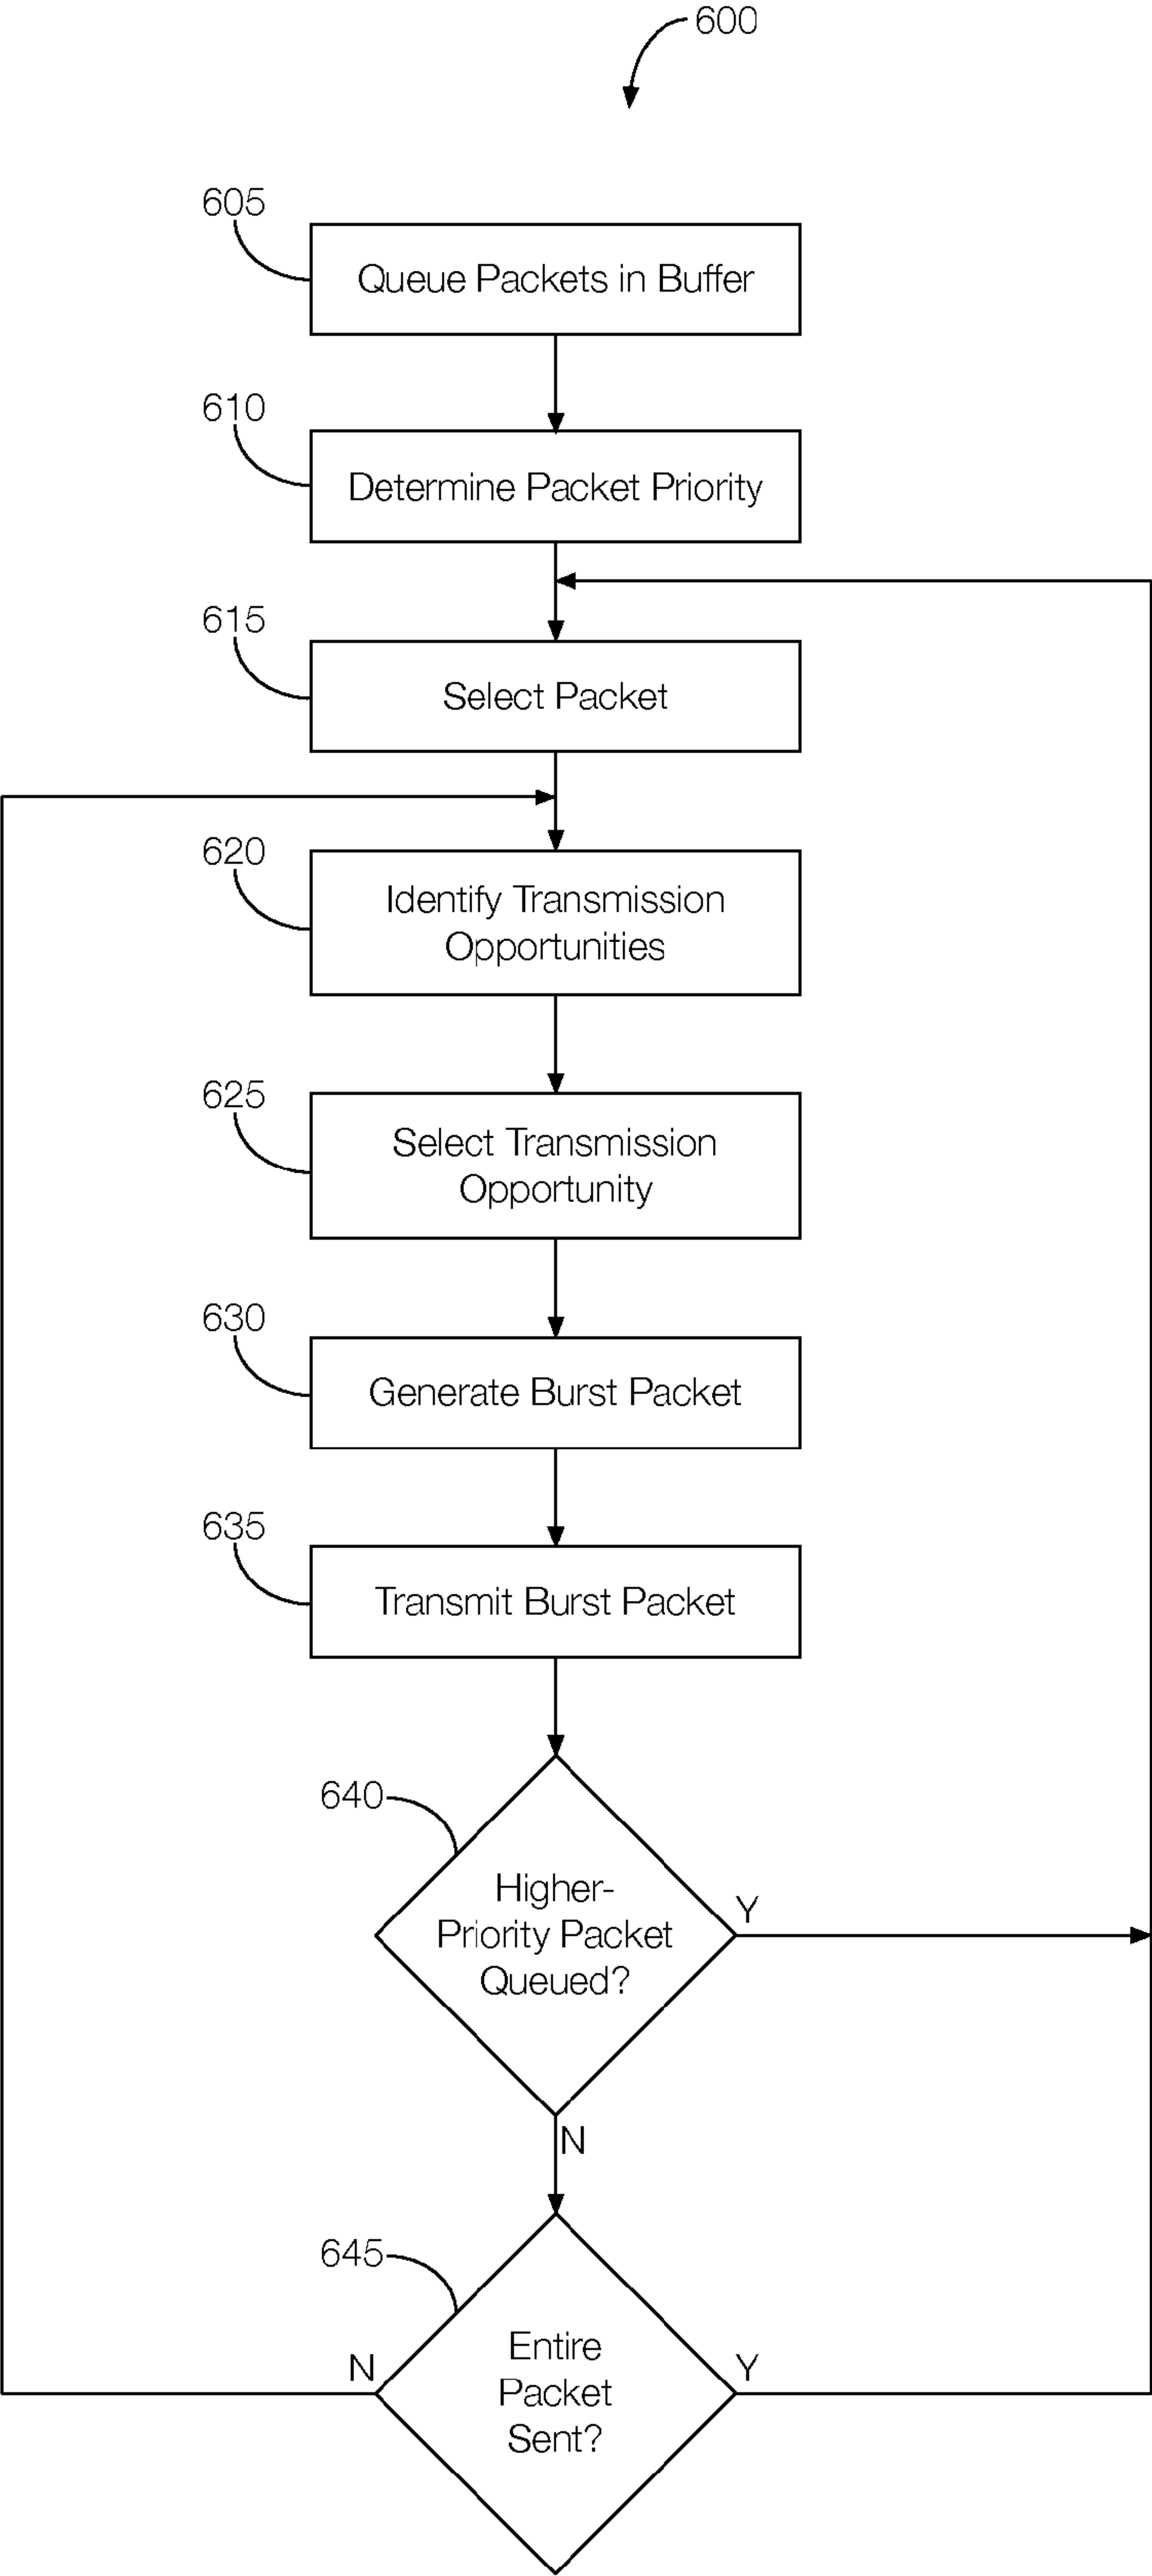 600
605
Queue Packets in Buffer
610
Determine Packet Priority
615
Select Packet
620
Identify Transmission
Opportunities
625
Select Transmission
Opportunity
630
Generate Burst Packet
635
Transmit Burst Packet
640
Higher-
Priority Packet
Queued?
Y
N
645
Entire
Packet
Sent?
N
Y